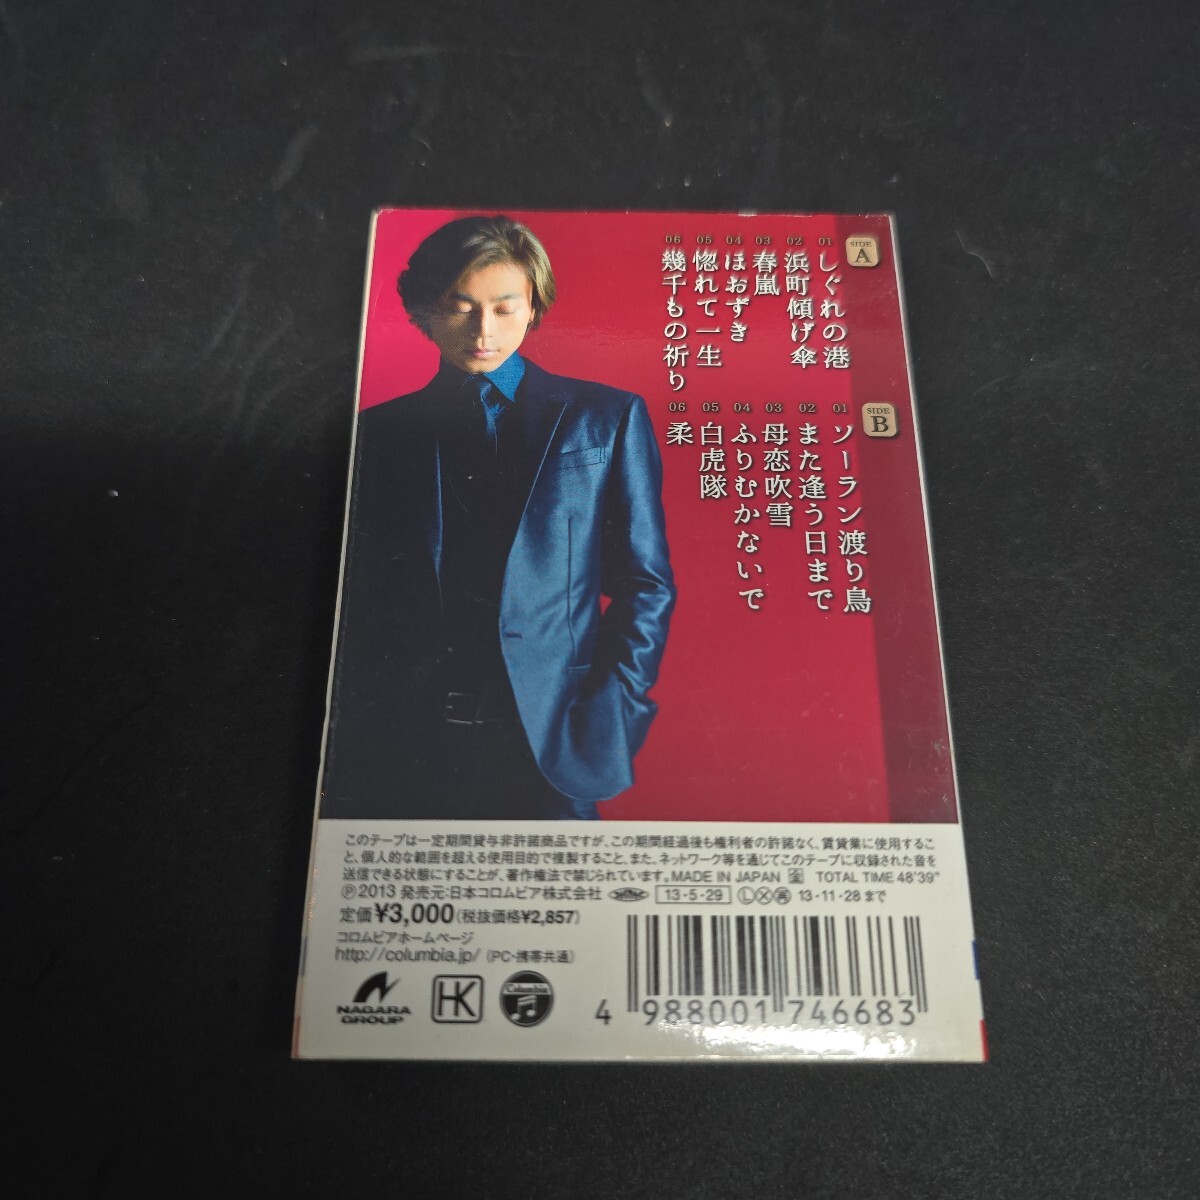 SIDE A
01 しぐれの港
02 浜町傾げ傘
03 春嵐
04 ほおずき
05 惚れて一生
06 幾千もの祈り
SIDE B
01 ソーラン渡り鳥
02 また逢う日まで
03 母恋吹雪
04 ふりむかないで
05 白虎隊
06 柔
このテープは一定期間貸与非許諾商品ですが、この期間経過後も権利者の許諾なく、賃貸業に使用するこ
と、個人的な範囲を超える使用目的で複製すること、また、ネットワーク等を通じてこのテープに収録された音を
送信できる状態にすることが、著作権法で禁じられています。MADE IN JAPAN TOTAL TIME 48'39"
Ⓟ2013 発売元:日本コロムビア株式会社 13・5・29 Ⓛ Ⓧ 13・11・28 まで
定価¥3,000(税抜価格¥2,857)
コロムビアホームページ
http://columbia.jp/ (PC・携帯共通)
NAGARA GROUP
HK
Columbia
4 988001 746683